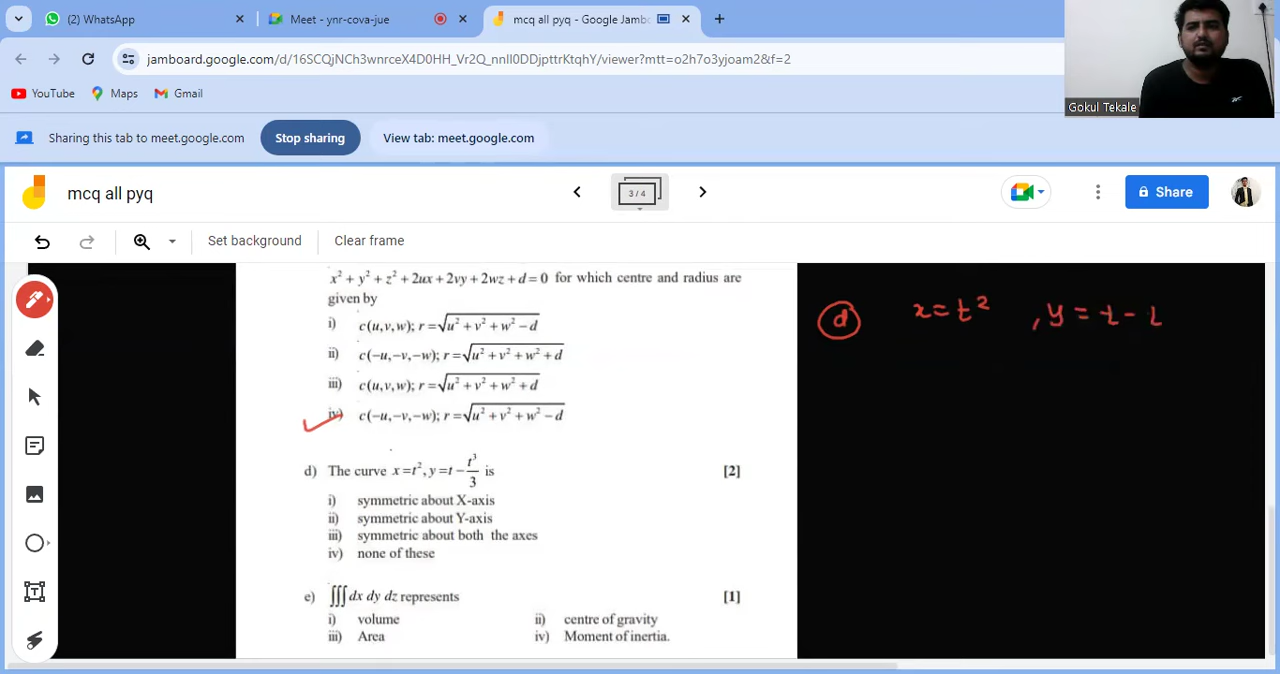 (2) WhatsApp
Meet - ynr-cova-jue
mcq all pyq - Google Jambo
jamboard.google.com/d/16SCQjNCh3wnrceX4D0HH_Vr2Q_nnlI0DDjpttrKtqhY/viewer?mtt=o2h7o3yjoam2&f=2
YouTube Maps Gmail
Gokul Tekale
Sharing this tab to meet.google.com Stop sharing View tab: meet.google.com
mcq all pyq
3 / 4
Share
Set background Clear frame
x² + y² + z² + 2ux + 2vy + 2wz + d = 0 for which centre and radius are
given by
i) c(u,v,w); r = √(u² + v² + w² − d)
ii) c(−u,−v,−w); r = √(u² + v² + w² + d)
iii) c(u,v,w); r = √(u² + v² + w² + d)
iv) c(−u,−v,−w); r = √(u² + v² + w² − d)
d) The curve x = t², y = t − t³/3 is [2]
i) symmetric about X-axis
ii) symmetric about Y-axis
iii) symmetric about both the axes
iv) none of these
e) ∭ dx dy dz represents [1]
i) volume ii) centre of gravity
iii) Area iv) Moment of inertia.
d x = t² , y = t -